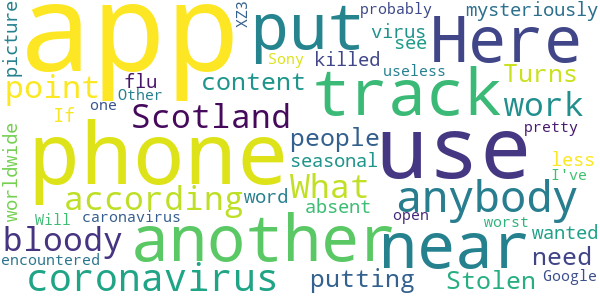 picture app put Here probably mysteriously
XZ3 virus see
point flu Sony killed useless Turns
Other content track work
If one Scotland people use pretty
worldwide phone seasonal What less
according absent anybody I've
Will caronavirus word open worst
bloody another near wanted
encountered need
coronavirus putting Stolen Google